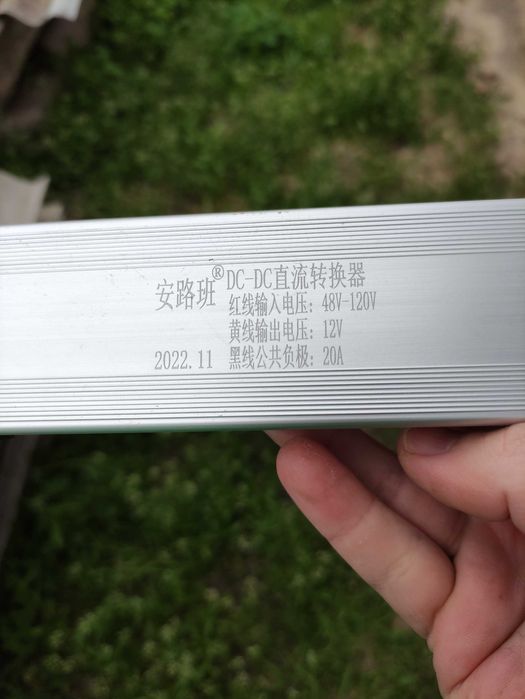 安路班® DC-DC直流转换器
红线输入电压: 48V-120V
黄线输出电压: 12V
2022.11 黑线公共负极: 20A